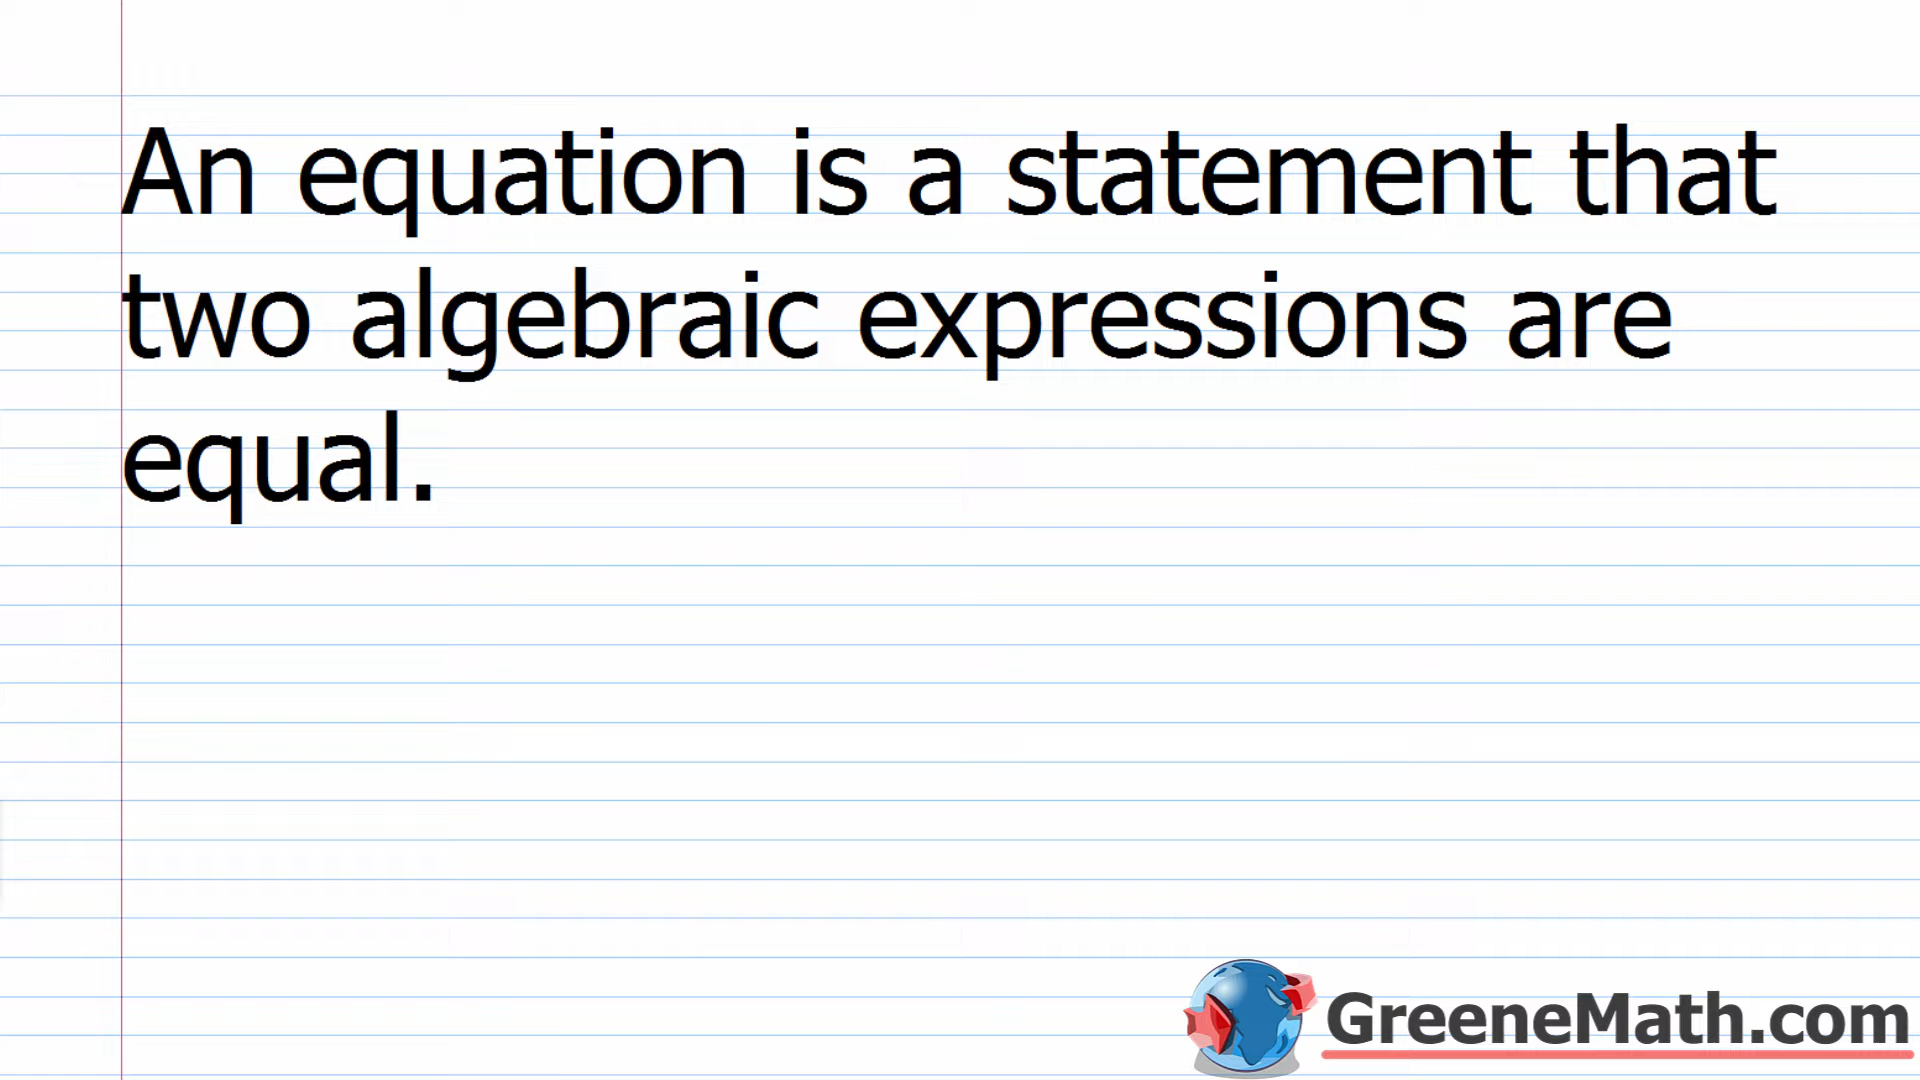 An equation is a statement that
two algebraic expressions are
equal.
GreeneMath.com